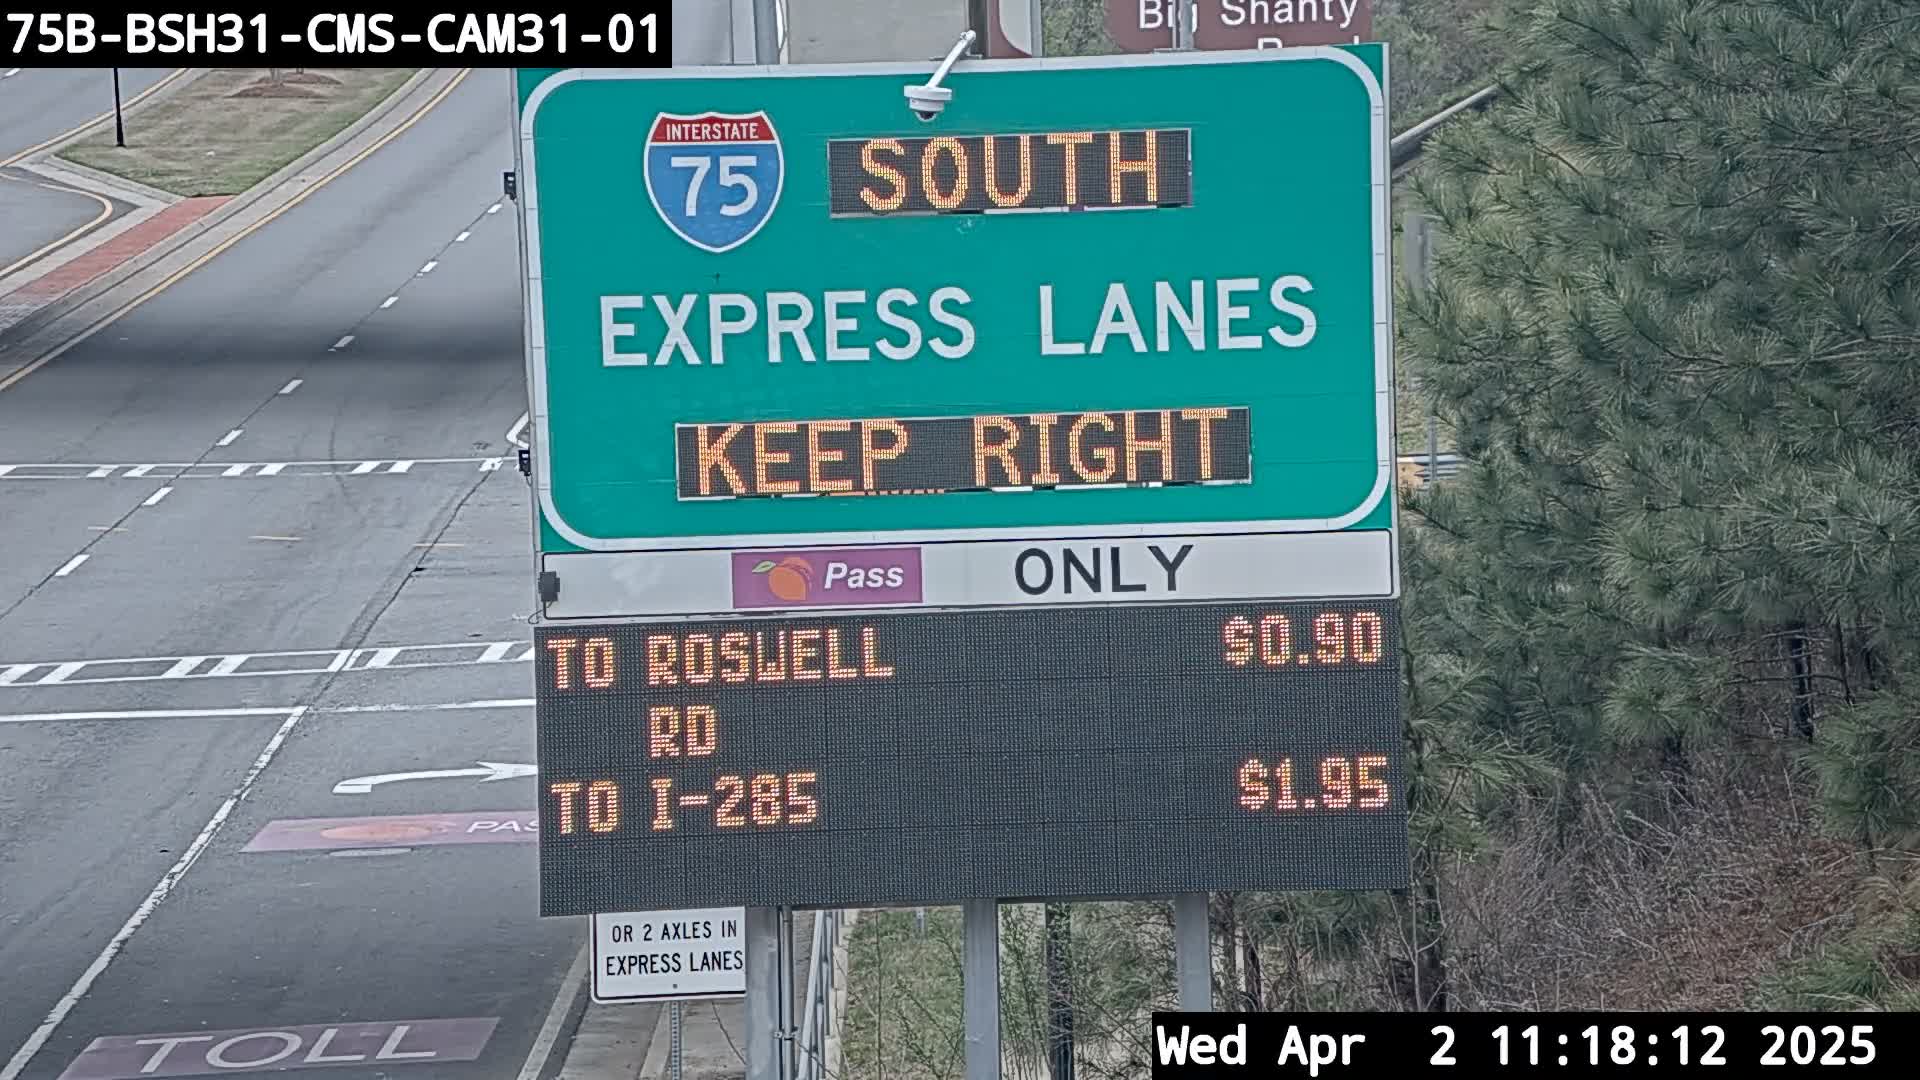 75B-BSH31-CMS-CAM31-01
Big Shanty
INTERSTATE
75
SOUTH
EXPRESS LANES
KEEP RIGHT
Pass
ONLY
TO ROSWELL $0.90
RD
TO I-285 $1.95
OR 2 AXLES IN
EXPRESS LANES
TOLL
Wed Apr 2 11:18:12 2025